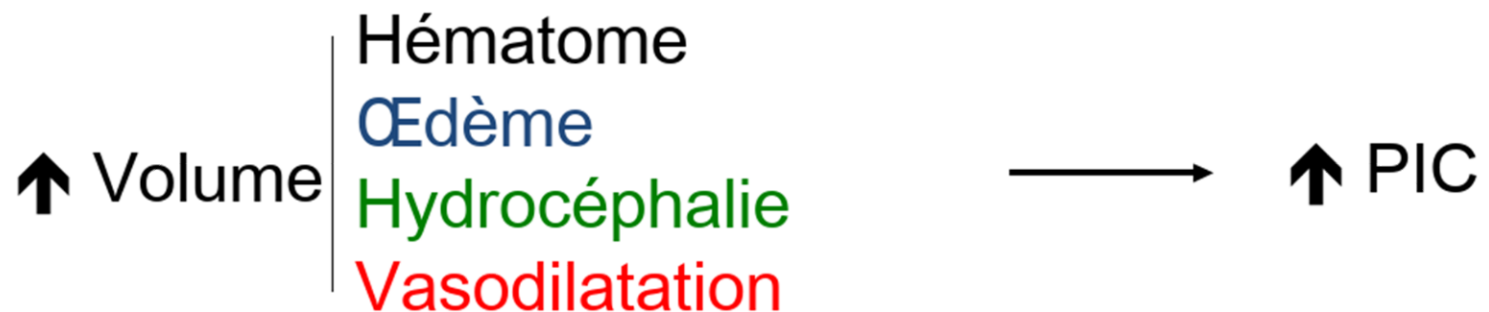 Hématome
Œdème
↑ Volume
Hydrocéphalie
Vasodilatation
→ ↑ PIC